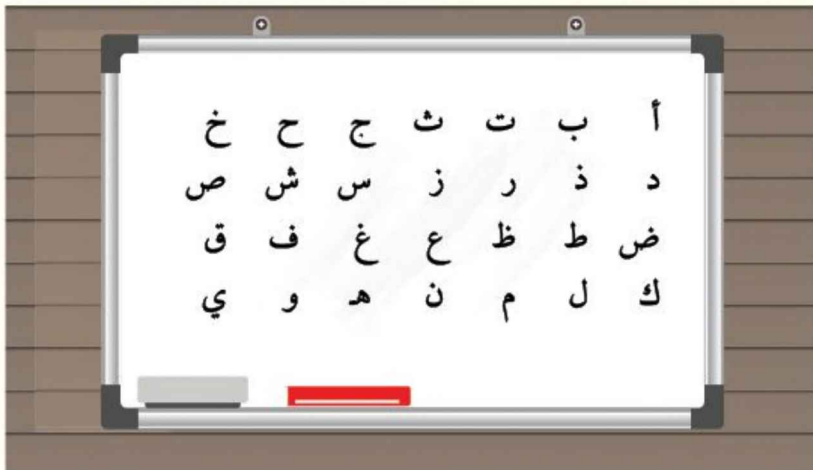 أ ب ت ث ج ح خ
د ذ ر ز س ش ص
ض ط ظ ع غ ف ق
ك ل م ن هـ و ي